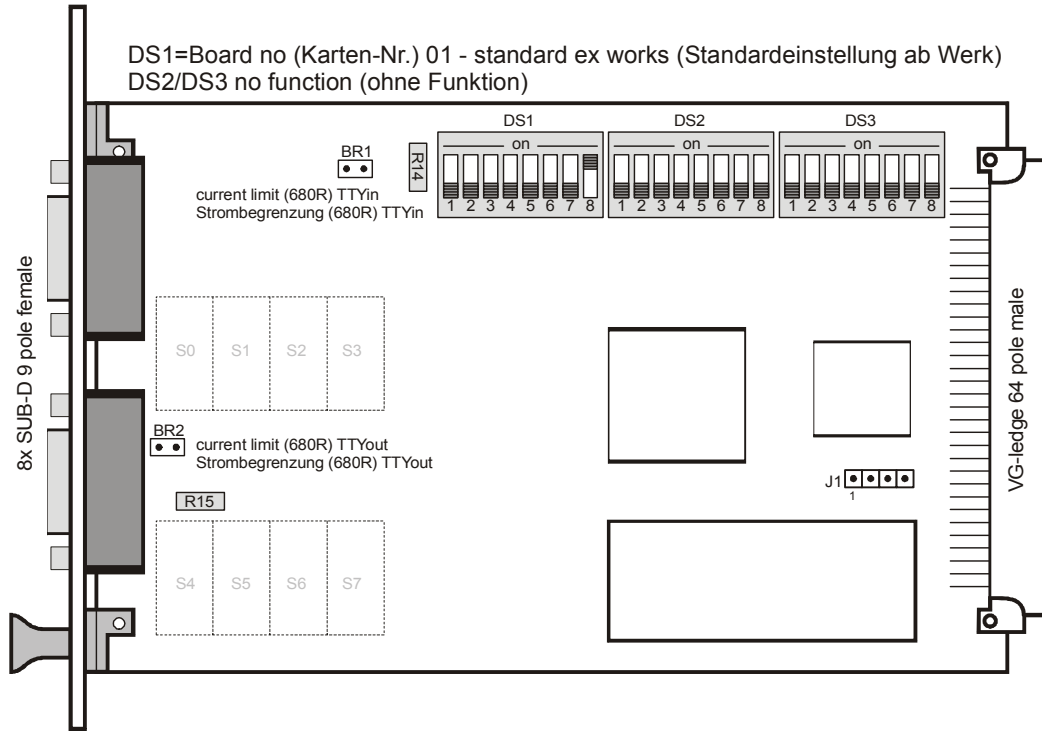 DS1=Board no (Karten-Nr.) 01 - standard ex works (Standardeinstellung ab Werk)
DS2/DS3 no function (ohne Funktion)
DS1
DS2
DS3
on
on
on
1 2 3 4 5 6 7 8
1 2 3 4 5 6 7 8
1 2 3 4 5 6 7 8
BR1
R14
current limit (680R) TTYin
Strombegrenzung (680R) TTYin
8x SUB-D 9 pole female
S0 S1 S2 S3
BR2
current limit (680R) TTYout
Strombegrenzung (680R) TTYout
R15
S4 S5 S6 S7
J1
1
VG-ledge 64 pole male